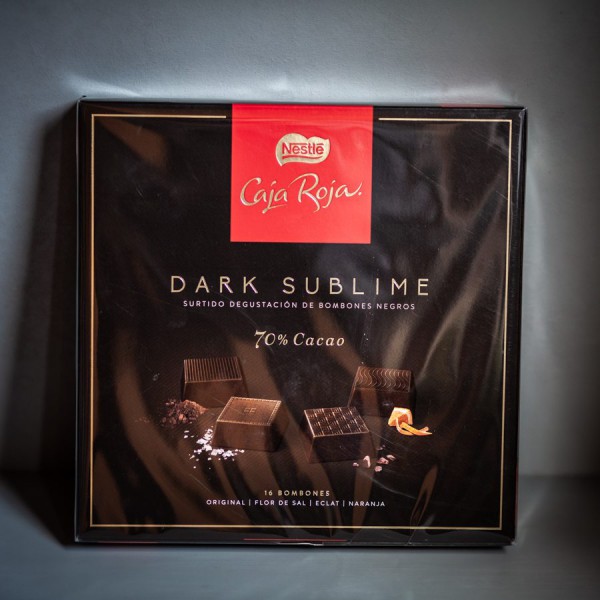 Nestlé
Caja Roja.
DARK SUBLIME
SURTIDO DEGUSTACIÓN DE BOMBONES NEGROS
70% Cacao
16 BOMBONES
ORIGINAL | FLOR DE SAL | ECLAT | NARANJA